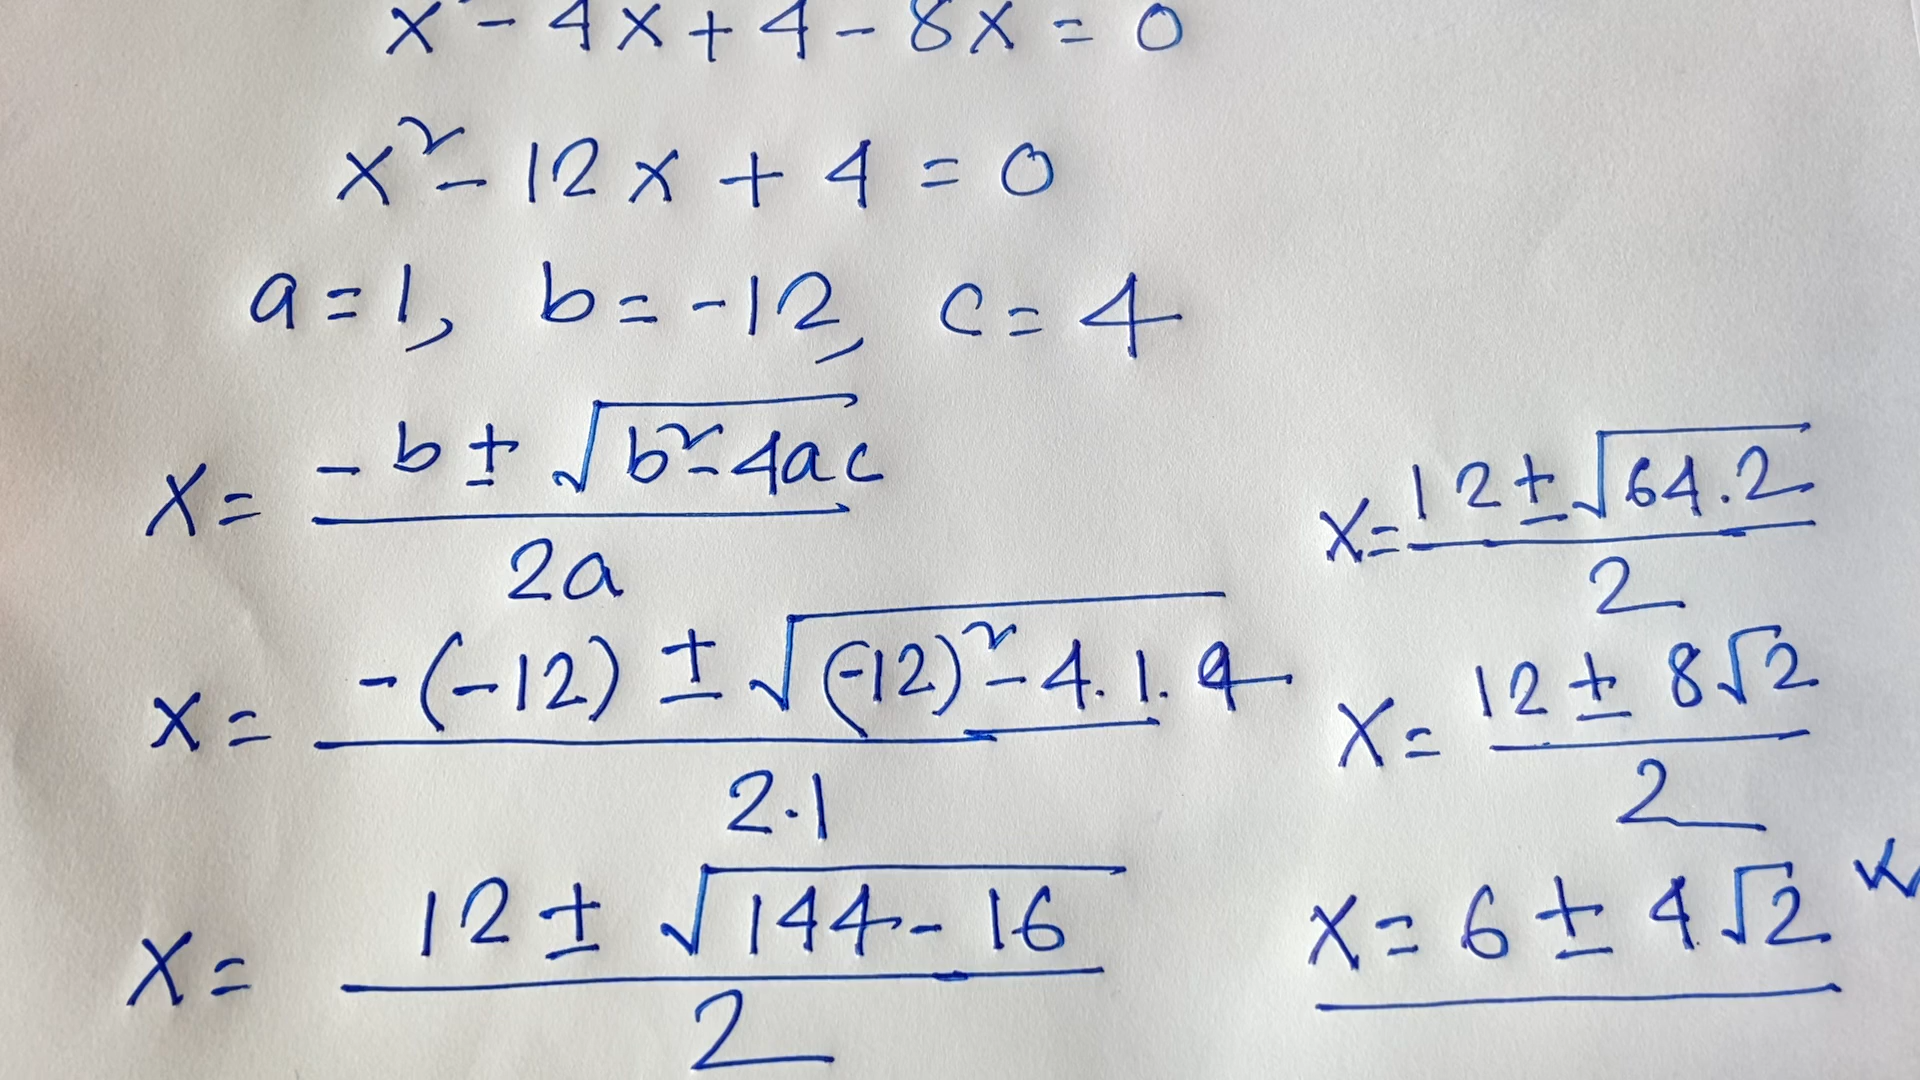 x² - 4x + 4 - 8x = 0
x² - 12x + 4 = 0
a = 1, b = -12, c = 4
x = (-b ± √(b² - 4ac)) / 2a
x = (-(-12) ± √((-12)² - 4.1.4)) / 2.1
x = (12 ± √(144 - 16)) / 2
x = (12 ± √(64.2)) / 2
x = (12 ± 8√2) / 2
x = 6 ± 4√2